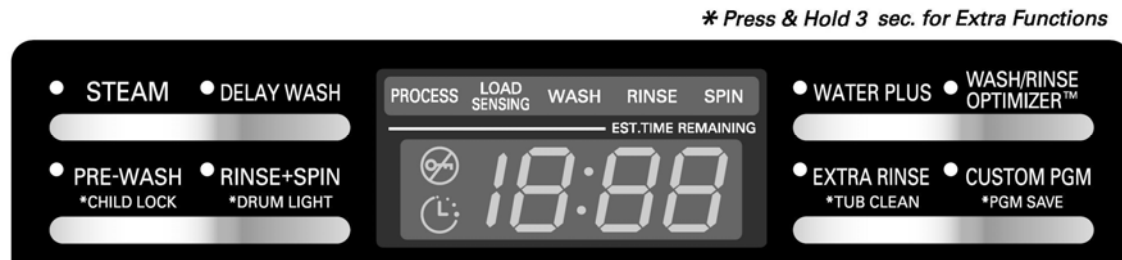 * Press & Hold 3 sec. for Extra Functions
STEAM
DELAY WASH
PRE-WASH
*CHILD LOCK
RINSE+SPIN
*DRUM LIGHT
PROCESS
LOAD
SENSING
WASH
RINSE
SPIN
EST.TIME REMAINING
18:88
WATER PLUS
WASH/RINSE
OPTIMIZER™
EXTRA RINSE
*TUB CLEAN
CUSTOM PGM
*PGM SAVE